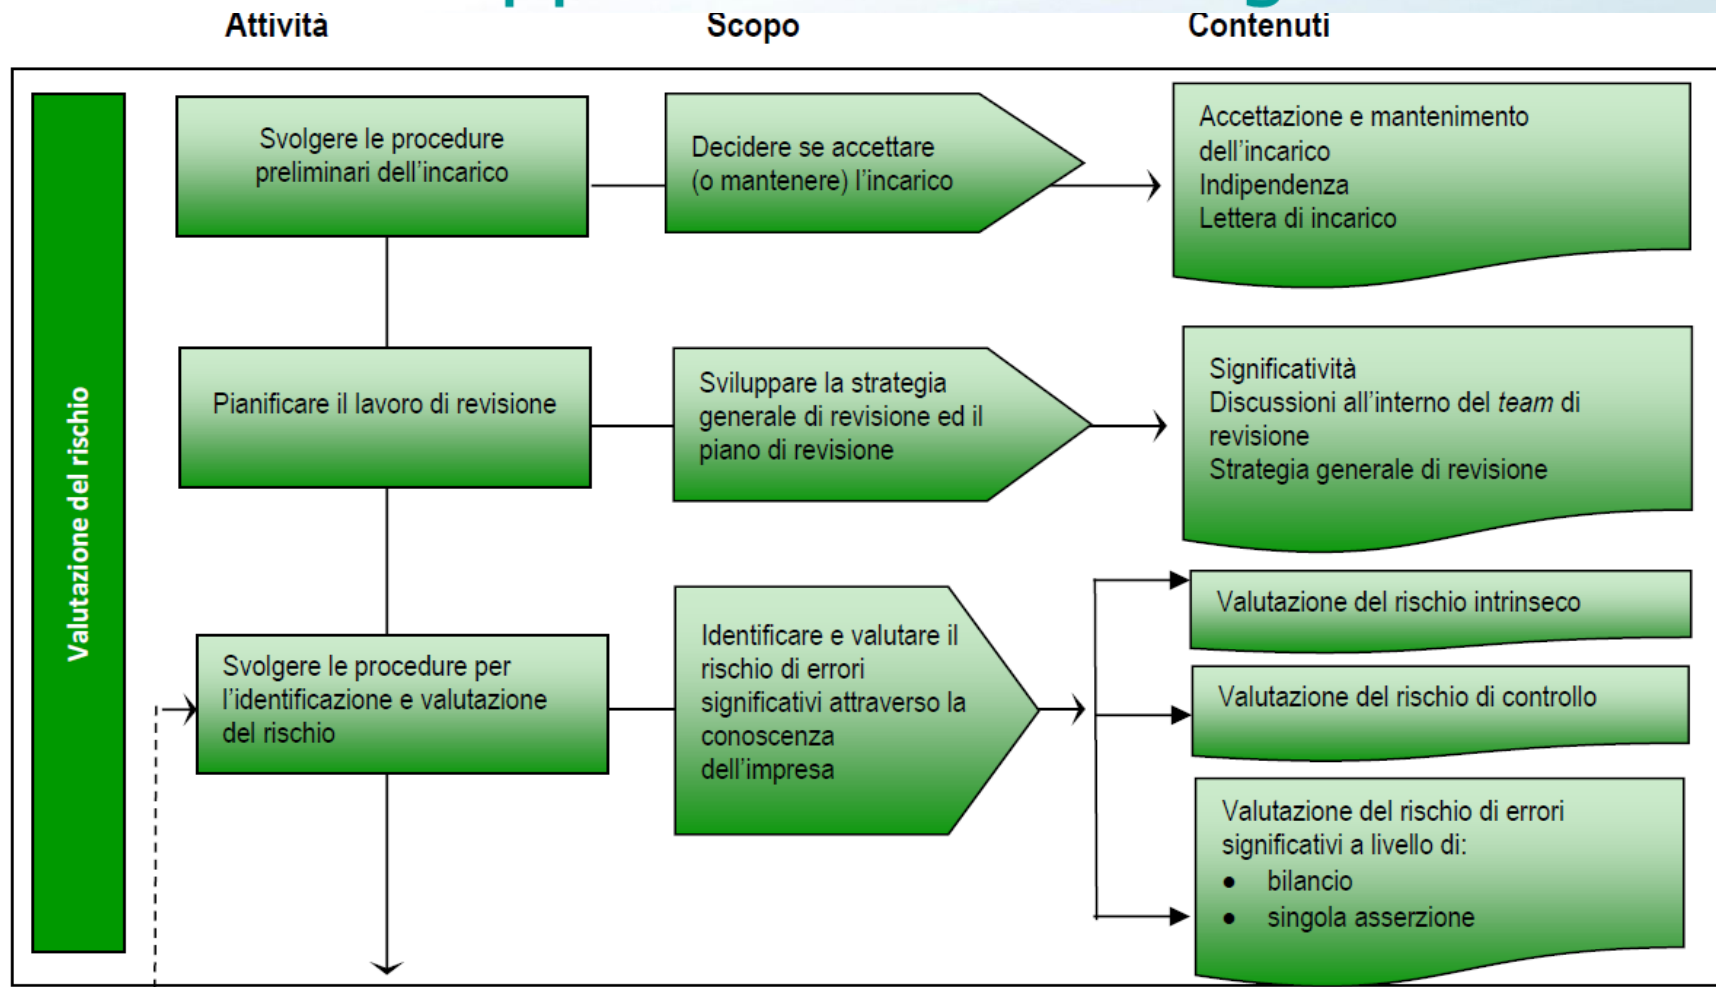 Attività
Scopo
Contenuti
Valutazione del rischio
Svolgere le procedure
preliminari dell'incarico
Decidere se accettare
(o mantenere) l'incarico
Accettazione e mantenimento
dell'incarico
Indipendenza
Lettera di incarico
Pianificare il lavoro di revisione
Sviluppare la strategia
generale di revisione ed il
piano di revisione
Significatività
Discussioni all'interno del team di
revisione
Strategia generale di revisione
Svolgere le procedure per
l'identificazione e valutazione
del rischio
Identificare e valutare il
rischio di errori
significativi attraverso la
conoscenza
dell'impresa
Valutazione del rischio intrinseco
Valutazione del rischio di controllo
Valutazione del rischio di errori
significativi a livello di:
• bilancio
• singola asserzione